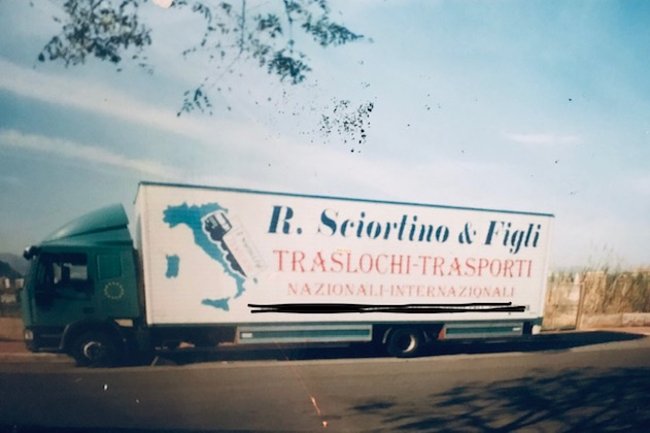 R. Sciortino & Figli
TRASLOCHI-TRASPORTI
NAZIONALI-INTERNAZIONALI